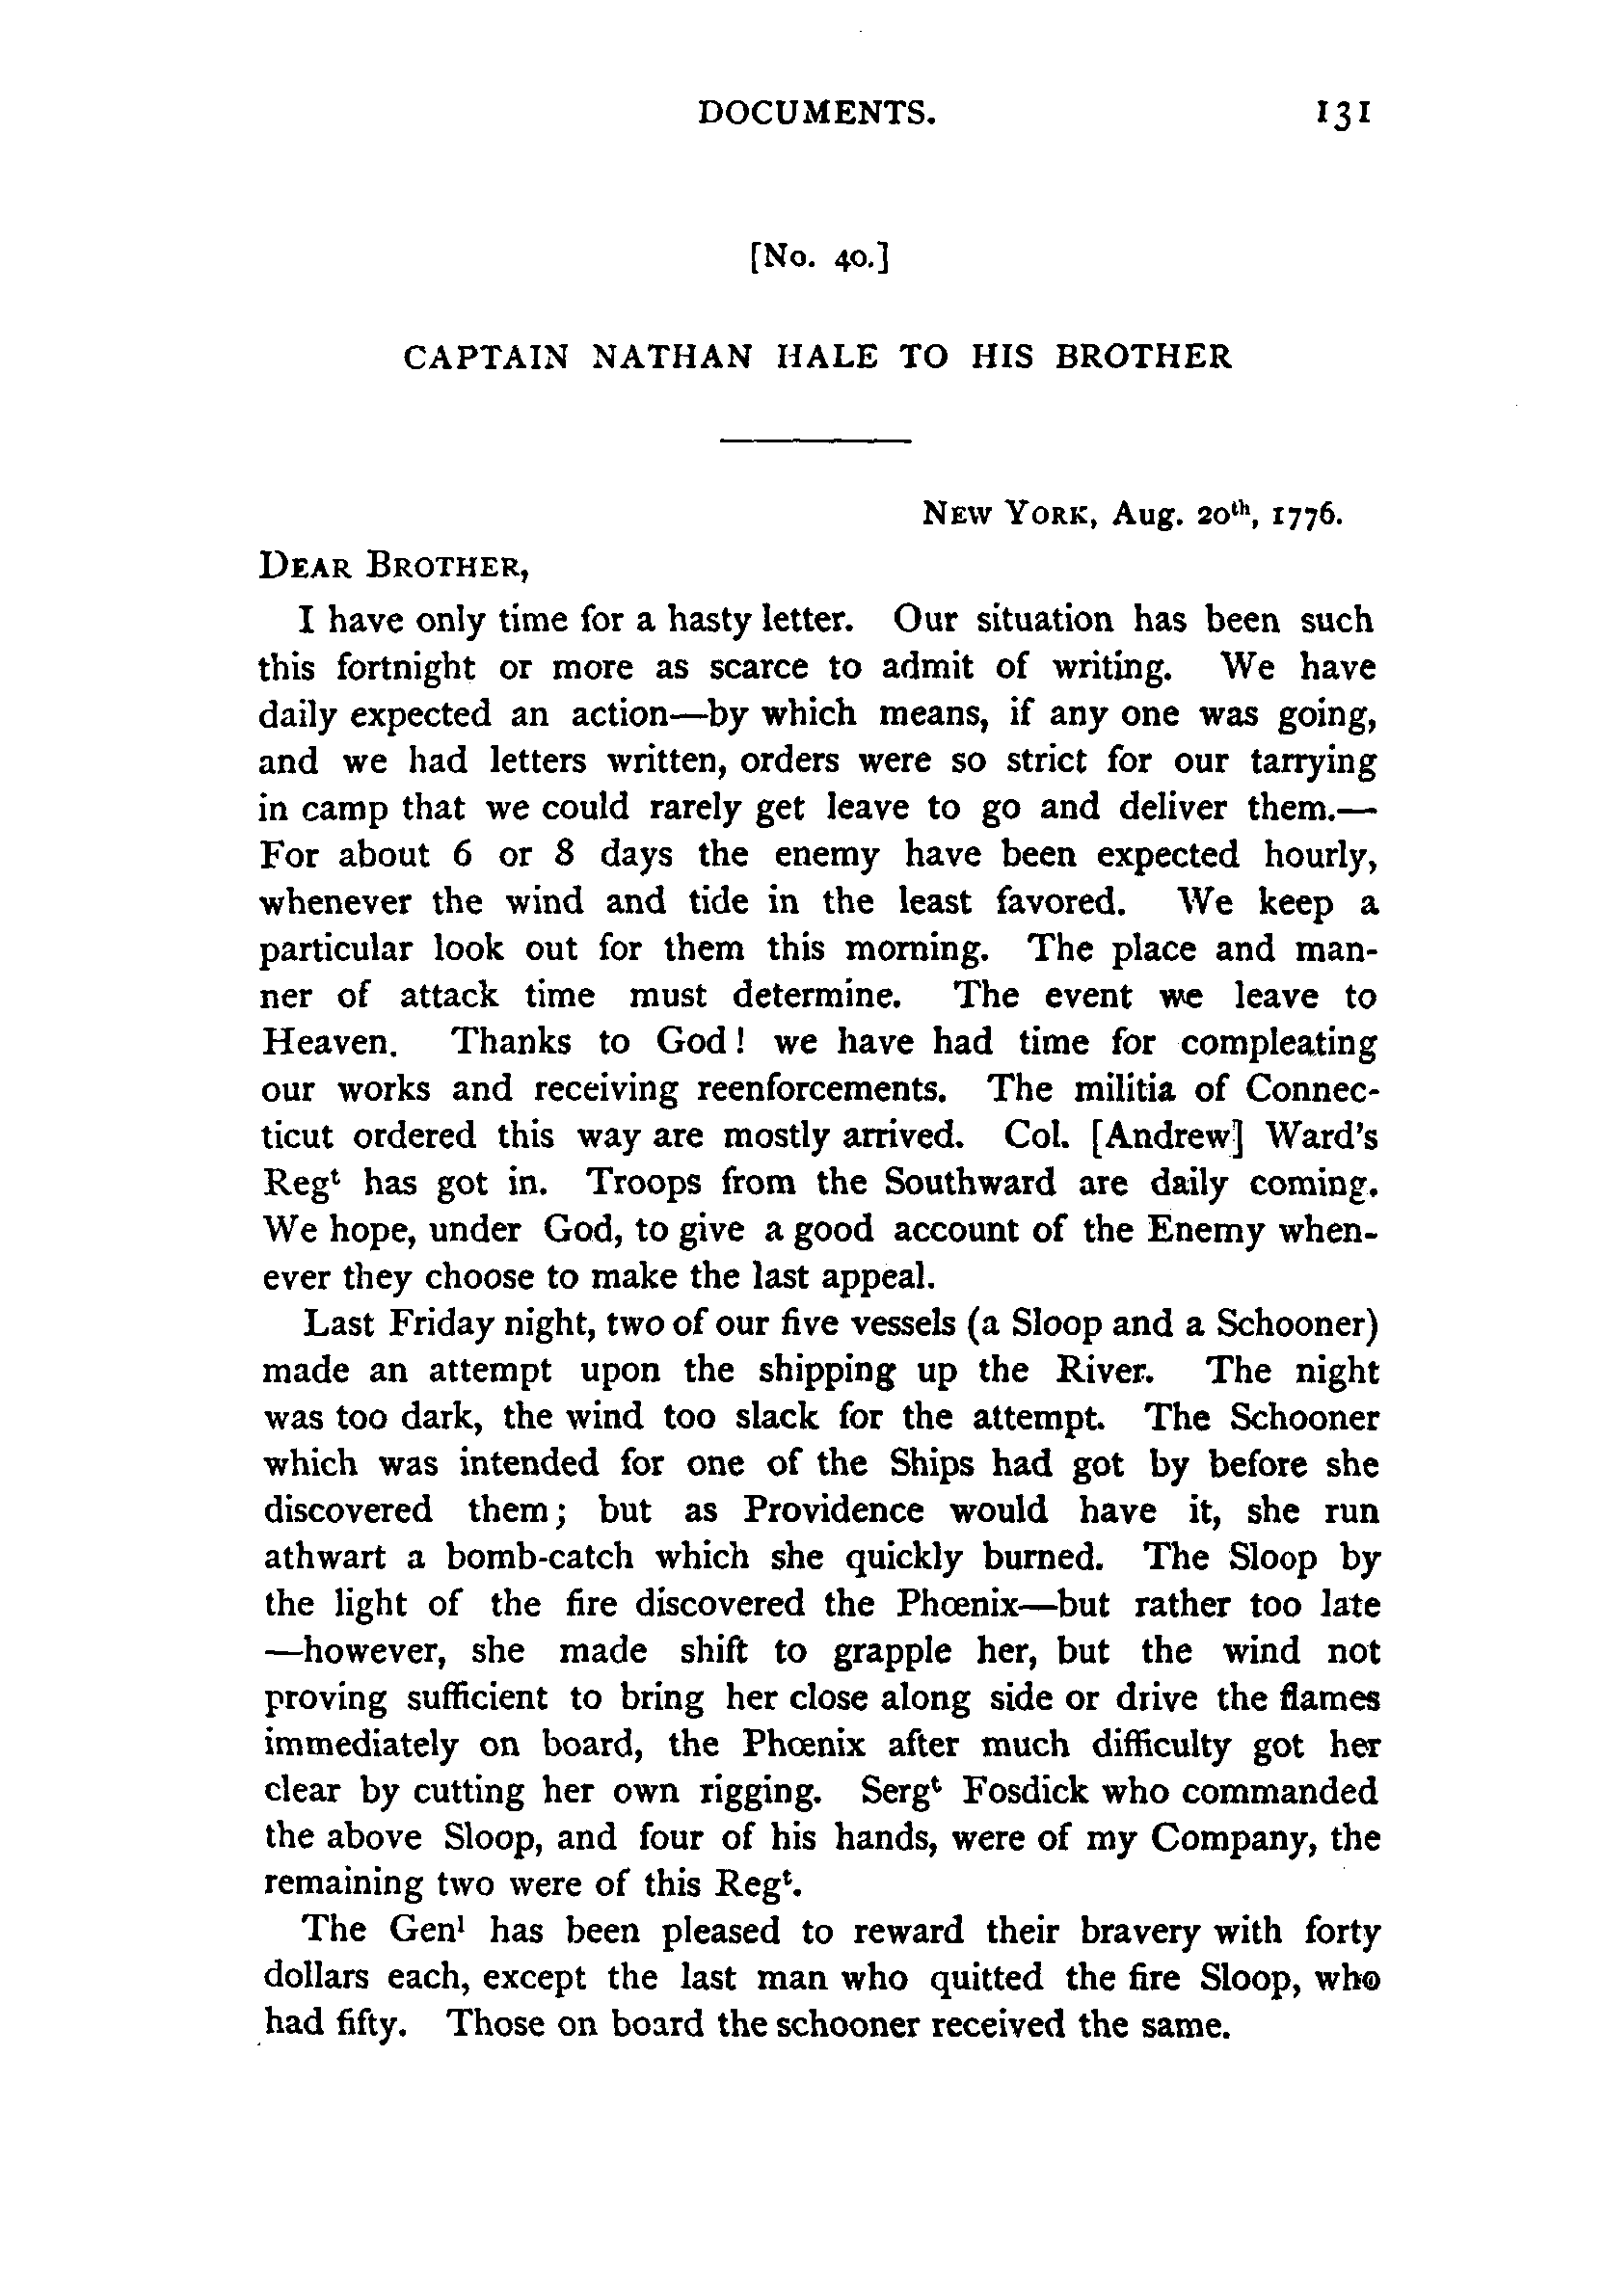 DOCUMENTS. 131
[No. 40.]
CAPTAIN NATHAN HALE TO HIS BROTHER
NEW YORK, Aug. 20th, 1776.
DEAR BROTHER,
I have only time for a hasty letter. Our situation has been such
this fortnight or more as scarce to admit of writing. We have
daily expected an action—by which means, if any one was going,
and we had letters written, orders were so strict for our tarrying
in camp that we could rarely get leave to go and deliver them.—
For about 6 or 8 days the enemy have been expected hourly,
whenever the wind and tide in the least favored. We keep a
particular look out for them this morning. The place and man-
ner of attack time must determine. The event we leave to
Heaven. Thanks to God! we have had time for compleating
our works and receiving reenforcements. The militia of Connec-
ticut ordered this way are mostly arrived. Col. [Andrew] Ward's
Regt has got in. Troops from the Southward are daily coming.
We hope, under God, to give a good account of the Enemy when-
ever they choose to make the last appeal.
Last Friday night, two of our five vessels (a Sloop and a Schooner)
made an attempt upon the shipping up the River. The night
was too dark, the wind too slack for the attempt. The Schooner
which was intended for one of the Ships had got by before she
discovered them; but as Providence would have it, she run
athwart a bomb-catch which she quickly burned. The Sloop by
the light of the fire discovered the Phœnix—but rather too late
—however, she made shift to grapple her, but the wind not
proving sufficient to bring her close along side or drive the flames
immediately on board, the Phœnix after much difficulty got her
clear by cutting her own rigging. Sergt Fosdick who commanded
the above Sloop, and four of his hands, were of my Company, the
remaining two were of this Regt.
The Genl has been pleased to reward their bravery with forty
dollars each, except the last man who quitted the fire Sloop, who
had fifty. Those on board the schooner received the same.